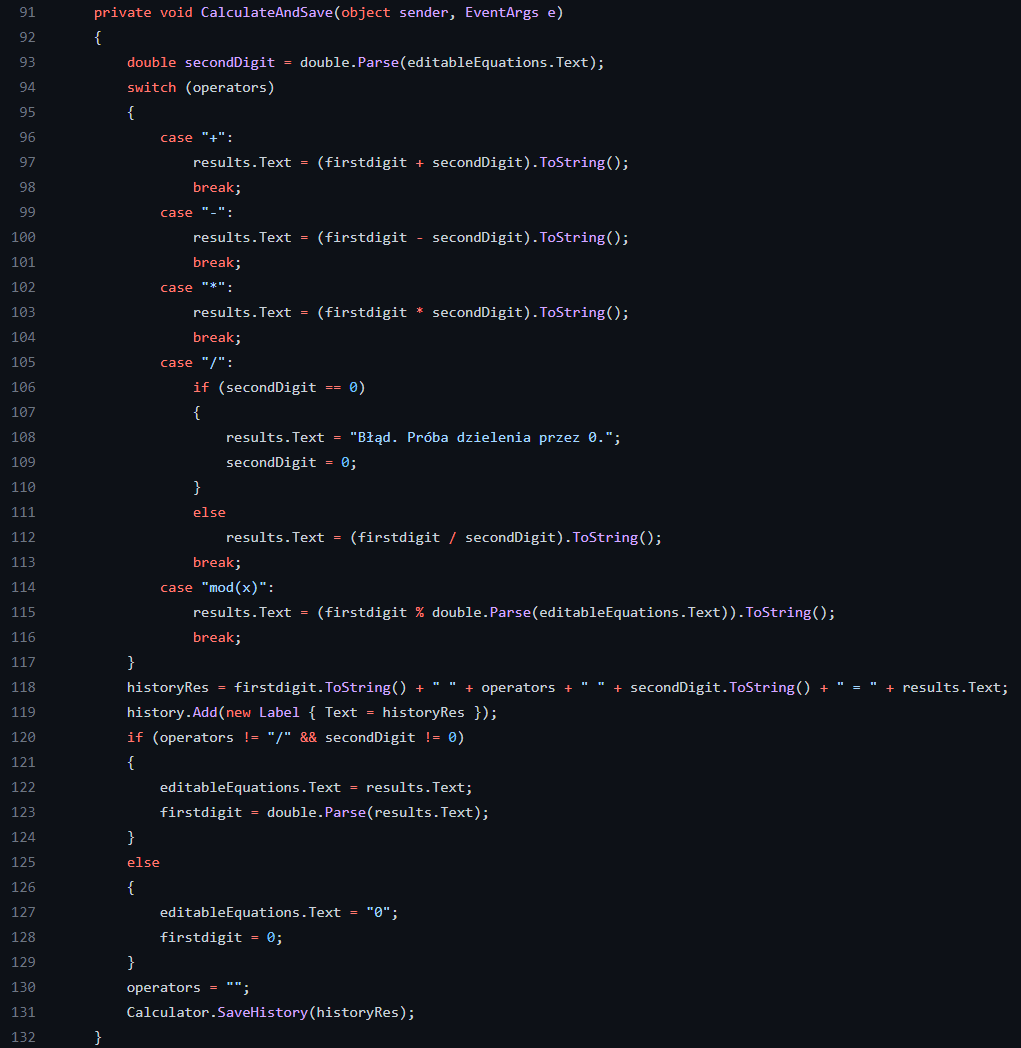 91 private void CalculateAndSave(object sender, EventArgs e)
92 {
93 double secondDigit = double.Parse(editableEquations.Text);
94 switch (operators)
95 {
96 case "+":
97 results.Text = (firstdigit + secondDigit).ToString();
98 break;
99 case "-":
100 results.Text = (firstdigit - secondDigit).ToString();
101 break;
102 case "*":
103 results.Text = (firstdigit * secondDigit).ToString();
104 break;
105 case "/":
106 if (secondDigit == 0)
107 {
108 results.Text = "Błąd. Próba dzielenia przez 0.";
109 secondDigit = 0;
110 }
111 else
112 results.Text = (firstdigit / secondDigit).ToString();
113 break;
114 case "mod(x)":
115 results.Text = (firstdigit % double.Parse(editableEquations.Text)).ToString();
116 break;
117 }
118 historyRes = firstdigit.ToString() + " " + operators + " " + secondDigit.ToString() + " = " + results.Text;
119 history.Add(new Label { Text = historyRes });
120 if (operators != "/" && secondDigit != 0)
121 {
122 editableEquations.Text = results.Text;
123 firstdigit = double.Parse(results.Text);
124 }
125 else
126 {
127 editableEquations.Text = "0";
128 firstdigit = 0;
129 }
130 operators = "";
131 Calculator.SaveHistory(historyRes);
132 }